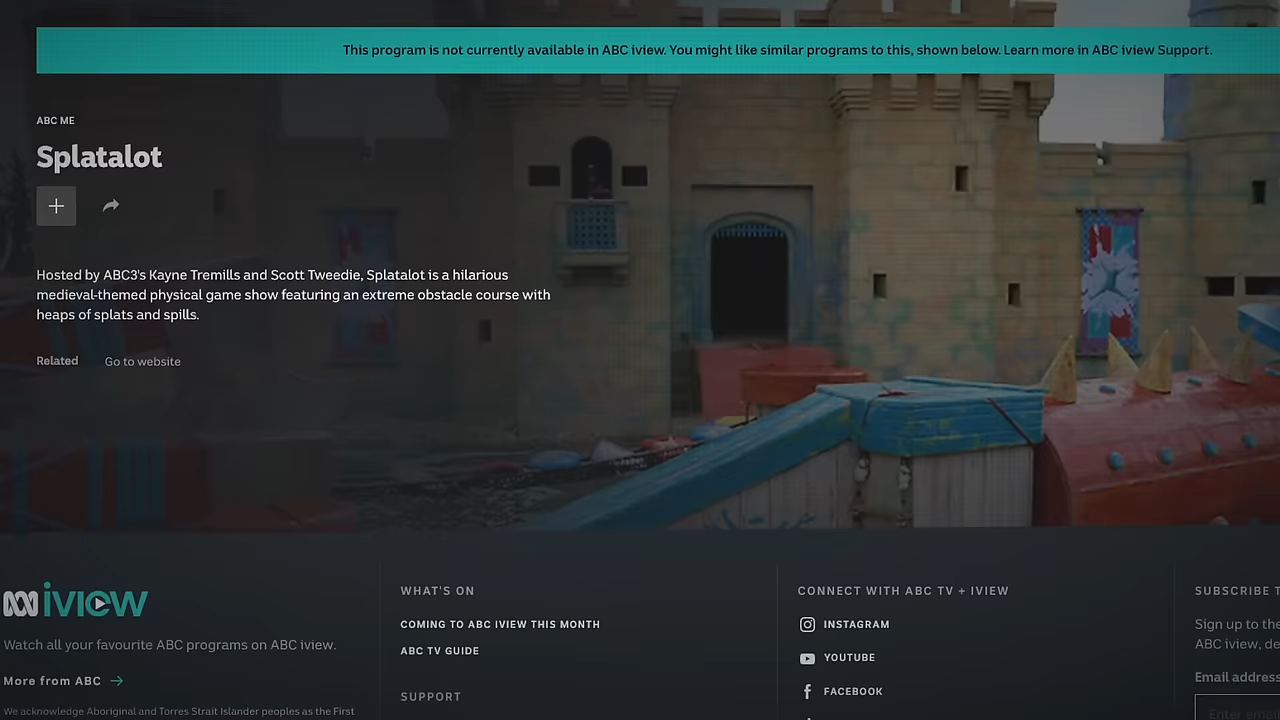 This program is not currently available in ABC iview. You might like similar programs to this, shown below. Learn more in ABC iview Support.
ABC ME
Splatalot
Hosted by ABC3's Kayne Tremills and Scott Tweedie, Splatalot is a hilarious
medieval-themed physical game show featuring an extreme obstacle course with
heaps of splats and spills.
Related Go to website
iview
Watch all your favourite ABC programs on ABC iview.
More from ABC
We acknowledge Aboriginal and Torres Strait Islander peoples as the First
WHAT'S ON
COMING TO ABC IVIEW THIS MONTH
ABC TV GUIDE
SUPPORT
CONNECT WITH ABC TV + IVIEW
INSTAGRAM
YOUTUBE
FACEBOOK
SUBSCRIBE
Sign up to the
ABC iview, de
Email address
Enter email